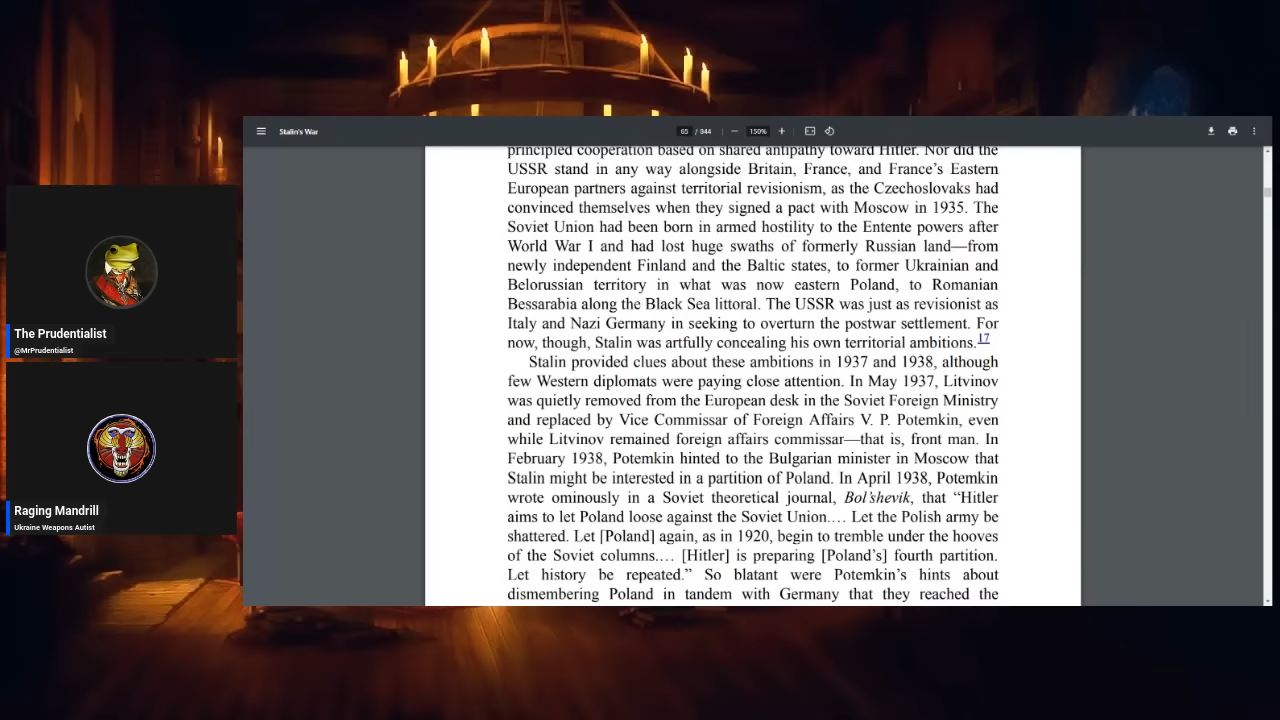 Stalin's War
65 / 844
150%
principled cooperation based on shared antipathy toward Hitler. Nor did the
USSR stand in any way alongside Britain, France, and France's Eastern
European partners against territorial revisionism, as the Czechoslovaks had
convinced themselves when they signed a pact with Moscow in 1935. The
Soviet Union had been born in armed hostility to the Entente powers after
World War I and had lost huge swaths of formerly Russian land—from
newly independent Finland and the Baltic states, to former Ukrainian and
Belorussian territory in what was now eastern Poland, to Romanian
Bessarabia along the Black Sea littoral. The USSR was just as revisionist as
Italy and Nazi Germany in seeking to overturn the postwar settlement. For
now, though, Stalin was artfully concealing his own territorial ambitions.17
Stalin provided clues about these ambitions in 1937 and 1938, although
few Western diplomats were paying close attention. In May 1937, Litvinov
was quietly removed from the European desk in the Soviet Foreign Ministry
and replaced by Vice Commissar of Foreign Affairs V. P. Potemkin, even
while Litvinov remained foreign affairs commissar—that is, front man. In
February 1938, Potemkin hinted to the Bulgarian minister in Moscow that
Stalin might be interested in a partition of Poland. In April 1938, Potemkin
wrote ominously in a Soviet theoretical journal, Bol'shevik, that “Hitler
aims to let Poland loose against the Soviet Union.… Let the Polish army be
shattered. Let [Poland] again, as in 1920, begin to tremble under the hooves
of the Soviet columns.… [Hitler] is preparing [Poland's] fourth partition.
Let history be repeated.” So blatant were Potemkin's hints about
dismembering Poland in tandem with Germany that they reached the
The Prudentialist
@MrPrudentialist
Raging Mandrill
Ukraine Weapons Autist